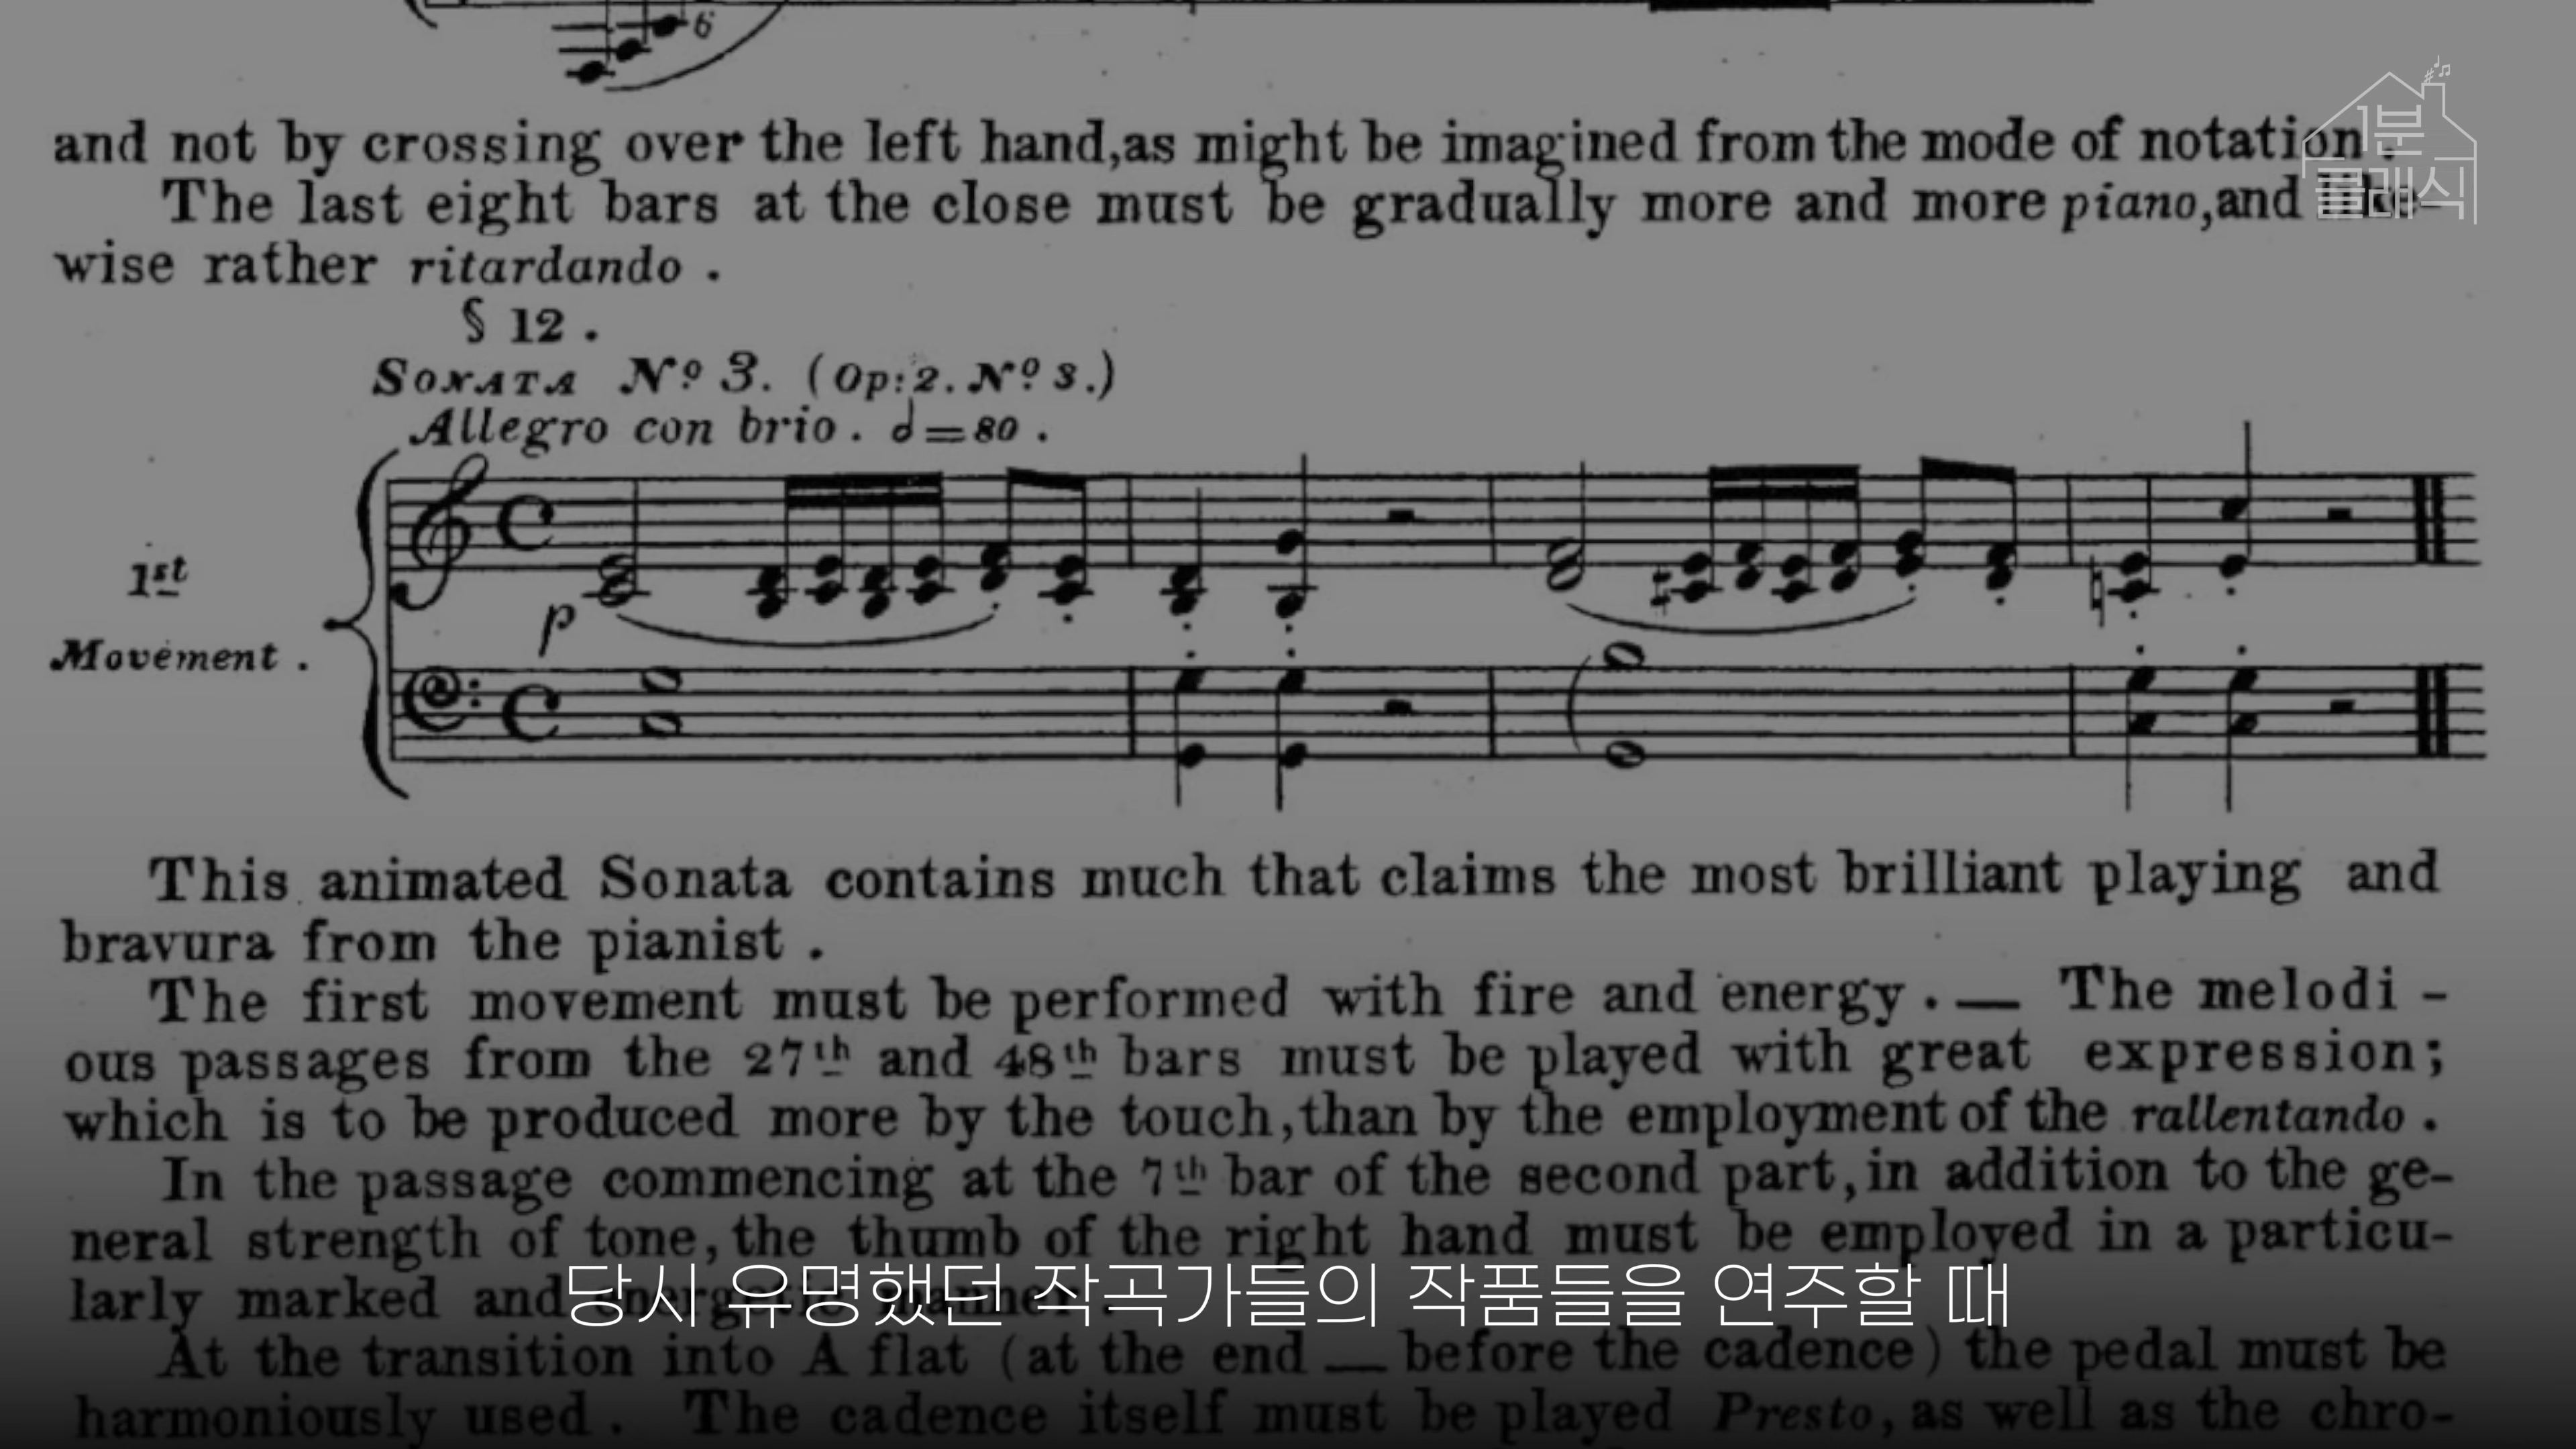 6
and not by crossing over the left hand,as might be imagined from the mode of notation.
1분
클래식
The last eight bars at the close must be gradually more and more piano,and
wise rather ritardando .
§ 12 .
SONATA Nº 3. (Op:2. Nº 3.)
Allegro con brio. 𝅗𝅥=80 .
1st
Movement .
p
This animated Sonata contains much that claims the most brilliant playing and
bravura from the pianist .
The first movement must be performed with fire and energy. — The melodi-
ous passages from the 27th and 48th bars must be played with great expression;
which is to be produced more by the touch,than by the employment of the rallentando .
In the passage commencing at the 7th bar of the second part,in addition to the ge-
neral strength of tone,the thumb of the right hand must be employed in a particu-
larly marked and
당시 유명했던 작곡가들의 작품들을 연주할 때
At the transition into A flat (at the end — before the cadence) the pedal must be
harmoniously used . The cadence itself must be played Presto,as well as the chro-